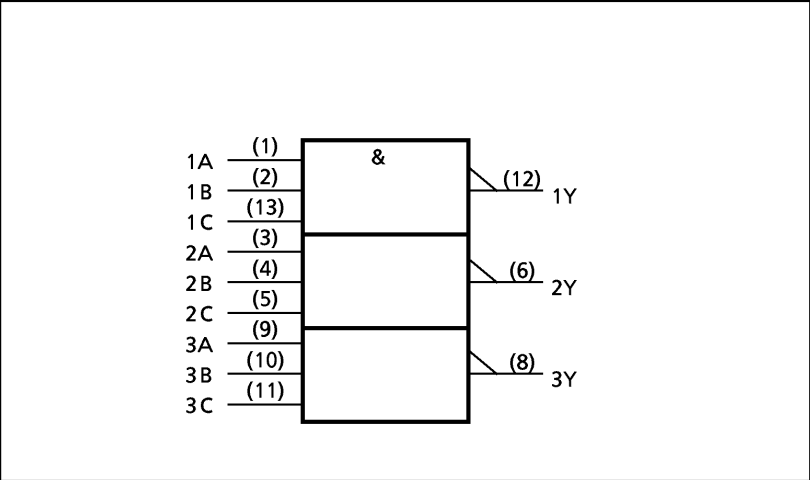 1A (1) & (12) 1Y
1B (2)
1C (13)
2A (3)
2B (4) (6) 2Y
2C (5)
3A (9)
3B (10) (8) 3Y
3C (11)